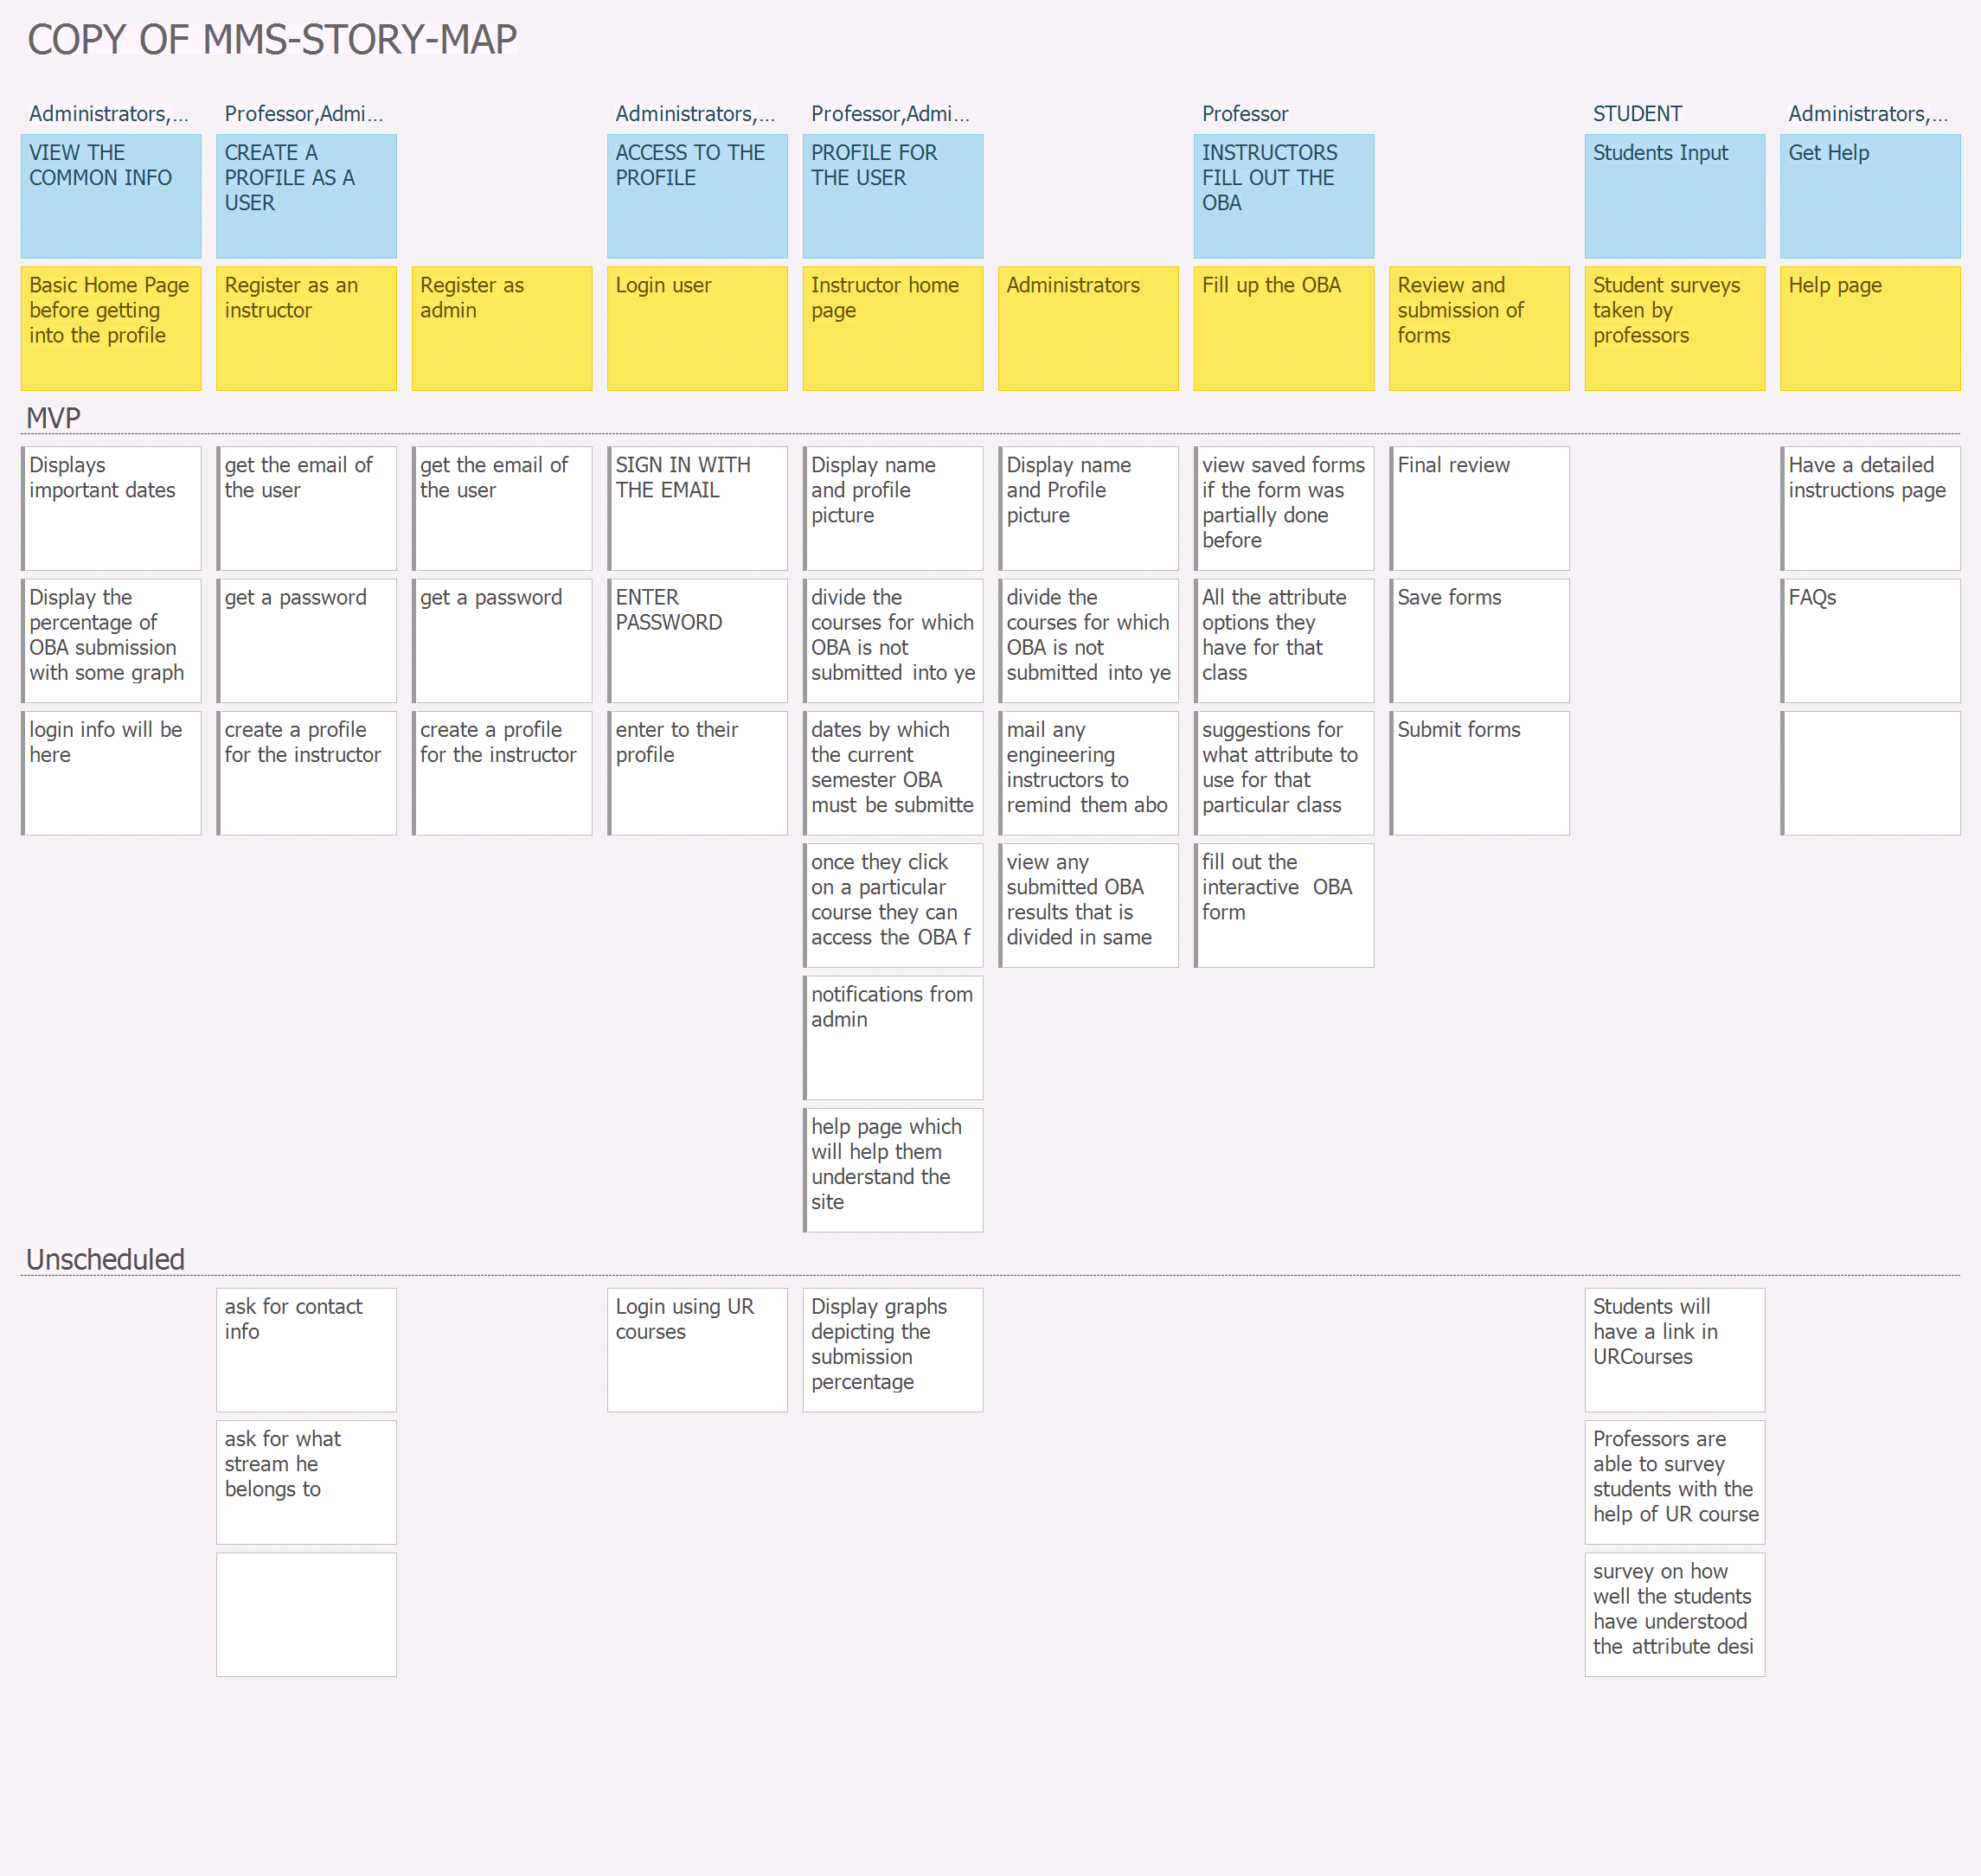 COPY OF MMS-STORY-MAP
Administrators,...
Professor,Admi...
Administrators,...
Professor,Admi...
Professor
STUDENT
Administrators,...
VIEW THE
COMMON INFO
CREATE A
PROFILE AS A
USER
ACCESS TO THE
PROFILE
PROFILE FOR
THE USER
INSTRUCTORS
FILL OUT THE
OBA
Students Input
Get Help
Basic Home Page
before getting
into the profile
Register as an
instructor
Register as
admin
Login user
Instructor home
page
Administrators
Fill up the OBA
Review and
submission of
forms
Student surveys
taken by
professors
Help page
MVP
Displays
important dates
get the email of
the user
get the email of
the user
SIGN IN WITH
THE EMAIL
Display name
and profile
picture
Display name
and Profile
picture
view saved forms
if the form was
partially done
before
Final review
Have a detailed
instructions page
Display the
percentage of
OBA submission
with some graph
get a password
get a password
ENTER
PASSWORD
divide the
courses for which
OBA is not
submitted into ye
divide the
courses for which
OBA is not
submitted into ye
All the attribute
options they
have for that
class
Save forms
FAQs
login info will be
here
create a profile
for the instructor
create a profile
for the instructor
enter to their
profile
dates by which
the current
semester OBA
must be submitte
mail any
engineering
instructors to
remind them abo
suggestions for
what attribute to
use for that
particular class
Submit forms
once they click
on a particular
course they can
access the OBA f
view any
submitted OBA
results that is
divided in same
fill out the
interactive OBA
form
notifications from
admin
help page which
will help them
understand the
site
Unscheduled
ask for contact
info
Login using UR
courses
Display graphs
depicting the
submission
percentage
Students will
have a link in
URCourses
ask for what
stream he
belongs to
Professors are
able to survey
students with the
help of UR course
survey on how
well the students
have understood
the attribute desi